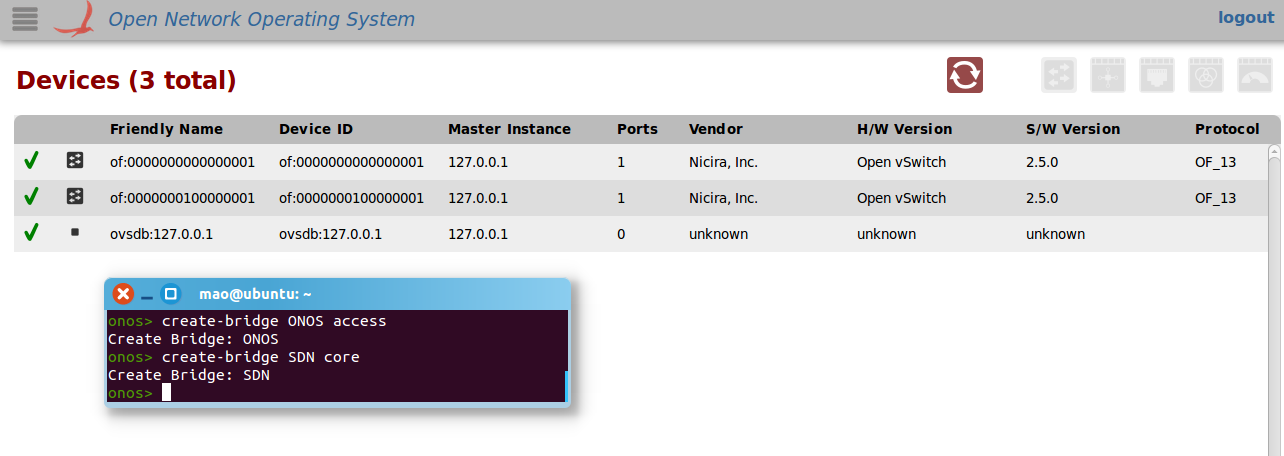 Open Network Operating System logout
Devices (3 total)
Friendly Name Device ID Master Instance Ports Vendor H/W Version S/W Version Protocol
of:0000000000000001 of:0000000000000001 127.0.0.1 1 Nicira, Inc. Open vSwitch 2.5.0 OF_13
of:0000000100000001 of:0000000100000001 127.0.0.1 1 Nicira, Inc. Open vSwitch 2.5.0 OF_13
ovsdb:127.0.0.1 ovsdb:127.0.0.1 127.0.0.1 0 unknown unknown unknown
mao@ubuntu: ~
onos> create-bridge ONOS access
Create Bridge: ONOS
onos> create-bridge SDN core
Create Bridge: SDN
onos>